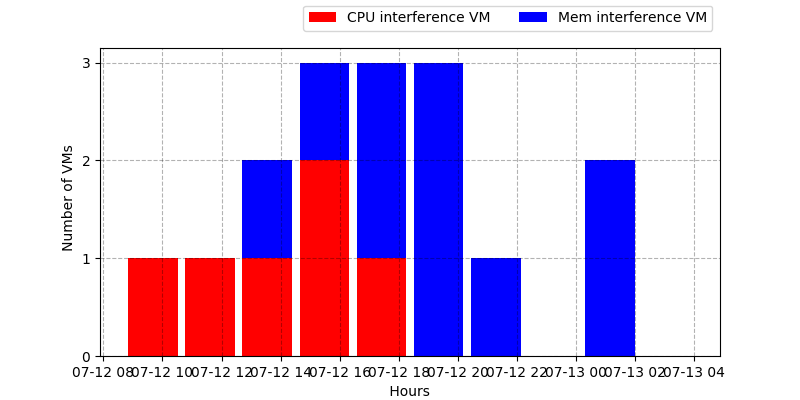 CPU interference VM Mem interference VM
3
2
1
0
Number of VMs
07-12 08 07-12 10 07-12 12 07-12 14 07-12 16 07-12 18 07-12 20 07-12 22 07-13 00 07-13 02 07-13 04
Hours